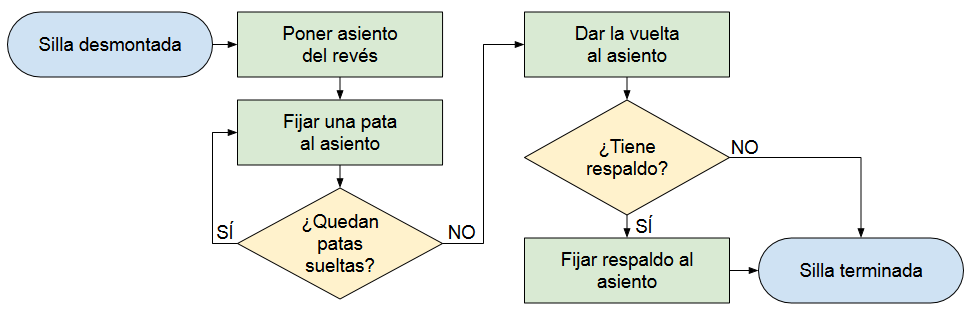 Silla desmontada
Poner asiento
del revés
Fijar una pata
al asiento
¿Quedan
patas
sueltas?
SÍ
NO
Dar la vuelta
al asiento
¿Tiene
respaldo?
NO
SÍ
Fijar respaldo al
asiento
Silla terminada